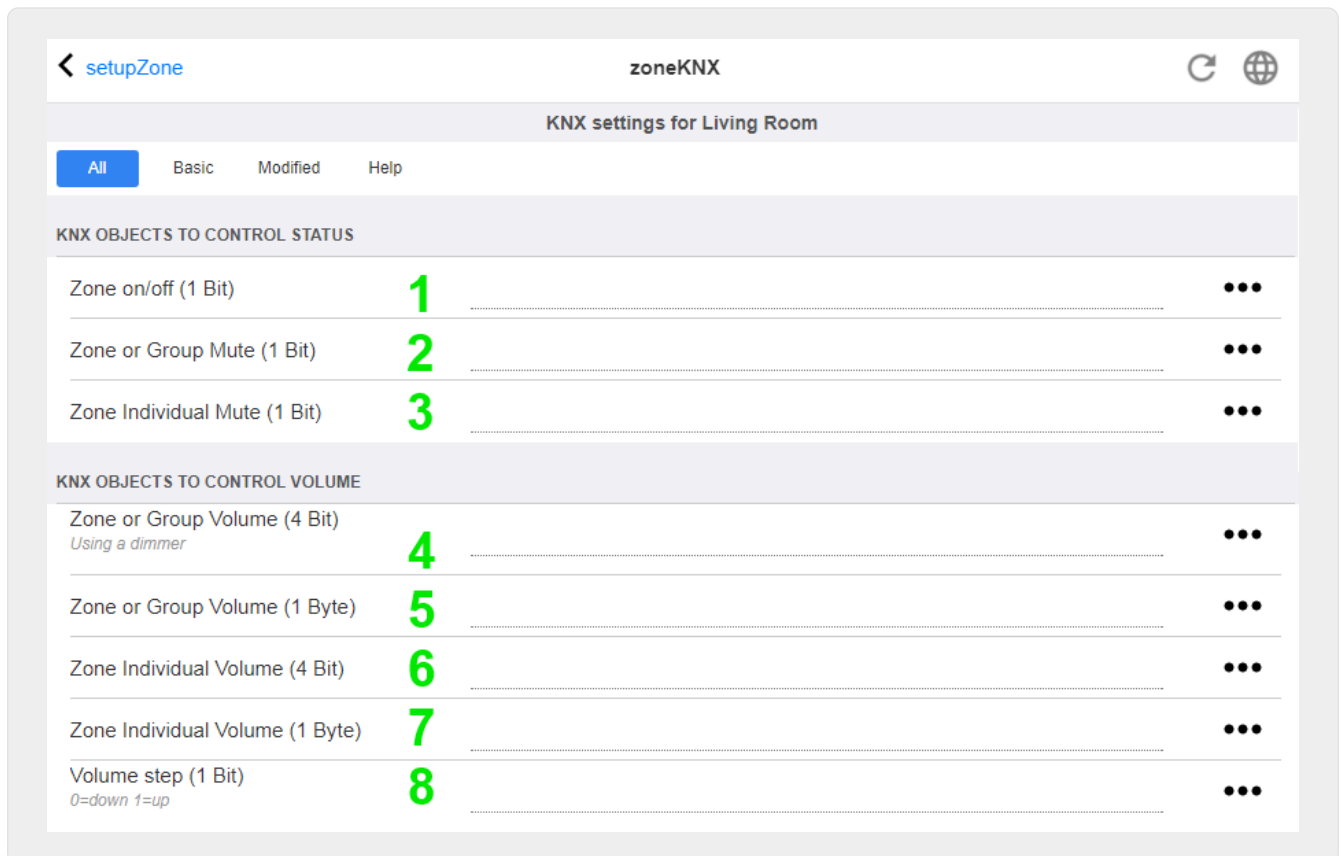 setupZone
zoneKNX
KNX settings for Living Room
All Basic Modified Help
KNX OBJECTS TO CONTROL STATUS
Zone on/off (1 Bit) 1
Zone or Group Mute (1 Bit) 2
Zone Individual Mute (1 Bit) 3
KNX OBJECTS TO CONTROL VOLUME
Zone or Group Volume (4 Bit)
Using a dimmer 4
Zone or Group Volume (1 Byte) 5
Zone Individual Volume (4 Bit) 6
Zone Individual Volume (1 Byte) 7
Volume step (1 Bit) 8
0=down 1=up